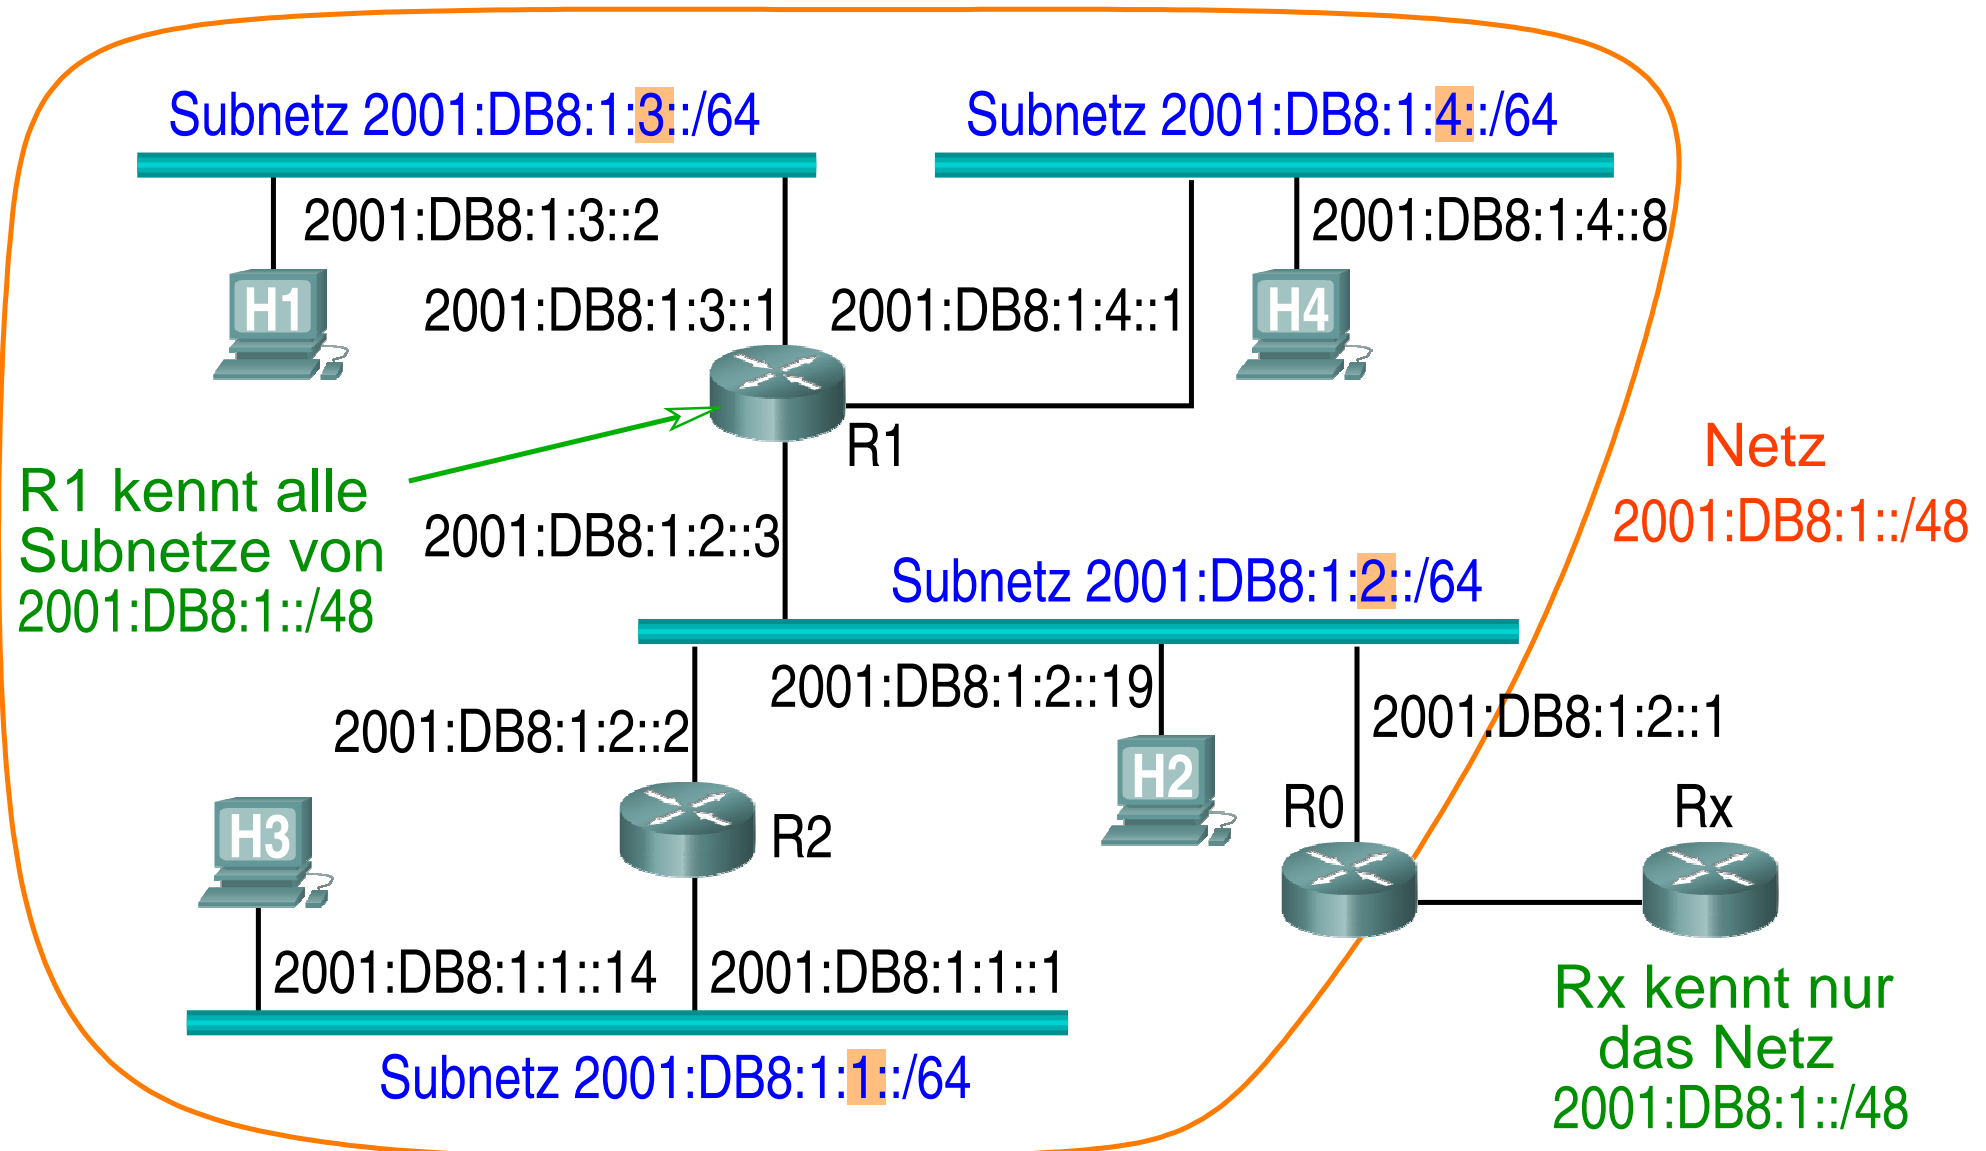 Subnetz 2001:DB8:1:3::/64
Subnetz 2001:DB8:1:4::/64
2001:DB8:1:3::2
2001:DB8:1:4::8
H1
2001:DB8:1:3::1
2001:DB8:1:4::1
H4
R1
Netz
2001:DB8:1::/48
R1 kennt alle
Subnetze von
2001:DB8:1::/48
2001:DB8:1:2::3
Subnetz 2001:DB8:1:2::/64
2001:DB8:1:2::19
2001:DB8:1:2::1
2001:DB8:1:2::2
H2
R0
Rx
H3
R2
2001:DB8:1:1::14
2001:DB8:1:1::1
Rx kennt nur
das Netz
2001:DB8:1::/48
Subnetz 2001:DB8:1:1::/64